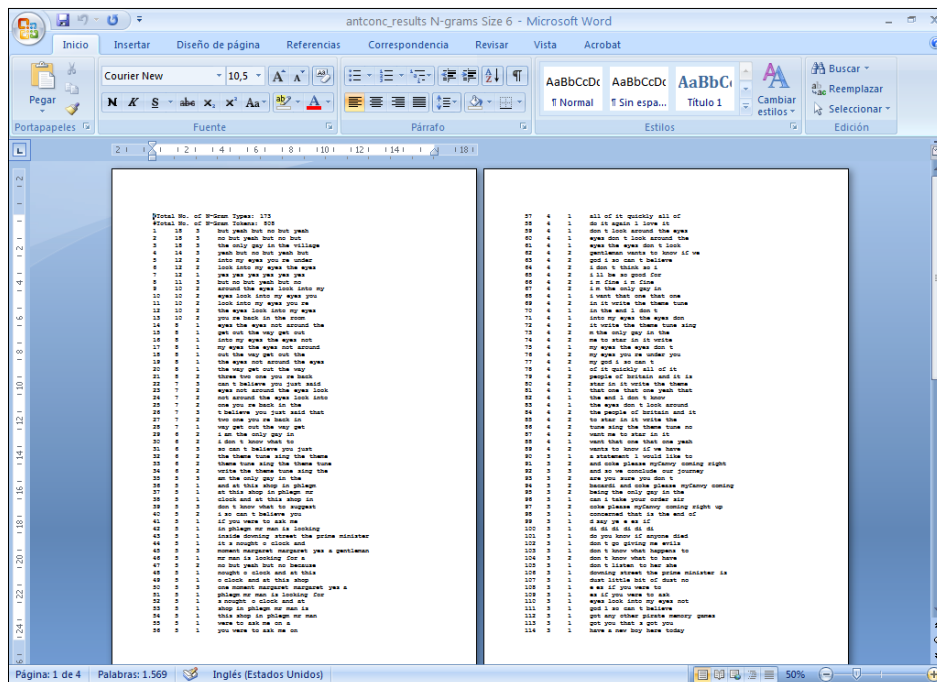 antconc_results N-grams Size 6 - Microsoft Word
Inicio Insertar Diseño de página Referencias Correspondencia Revisar Vista Acrobat
Courier New 10,5
Pegar
AaBbCcDc AaBbCcDc AaBbC
¶ Normal ¶ Sin espa... Título 1
Cambiar estilos
Buscar
Reemplazar
Seleccionar
Portapapeles Fuente Párrafo Estilos Edición
#Total No. of N-Gram Types: 173
#Total No. of N-Gram Tokens: 808
1 18 3 but yeah but no but yeah
2 18 3 no but yeah but no but
3 18 3 the only gay in the village
4 14 3 yeah but no but yeah but
5 12 2 into my eyes you re under
6 12 2 look into my eyes the eyes
7 12 1 yes yes yes yes yes yes
8 11 3 but no but yeah but no
9 10 2 around the eyes look into my
10 10 2 eyes look into my eyes you
11 10 2 look into my eyes you re
12 10 2 the eyes look into my eyes
13 10 2 you re back in the room
14 8 1 eyes the eyes not around the
15 8 1 get out the way get out
16 8 1 into my eyes the eyes not
17 8 1 my eyes the eyes not around
18 8 1 out the way get out the
19 8 1 the eyes not around the eyes
20 8 1 the way get out the way
21 8 2 three two one you re back
22 7 3 can t believe you just said
23 7 2 eyes not around the eyes look
24 7 2 not around the eyes look into
25 7 2 one you re back in the
26 7 3 t believe you just said that
27 7 2 two one you re back in
28 7 1 way get out the way get
29 6 2 i am the only gay in
30 6 2 i don t know what to
31 6 3 so can t believe you just
32 6 2 the theme tune sing the theme
33 6 2 theme tune sing the theme tune
34 6 2 write the theme tune sing the
35 5 3 am the only gay in the
36 5 1 and at this shop in phlegm
37 5 1 at this shop in phlegm mr
38 5 1 clock and at this shop in
39 5 3 don t know what to suggest
40 5 3 i so can t believe you
41 5 1 if you were to ask me
42 5 1 in phlegm mr man is looking
43 5 1 inside downing street the prime minister
44 5 1 it s nought o clock and
45 5 3 moment margaret margaret yes a gentleman
46 5 1 mr man is looking for a
47 5 2 no but yeah but no because
48 5 1 nought o clock and at this
49 5 1 o clock and at this shop
50 5 3 one moment margaret margaret yes a
51 5 1 phlegm mr man is looking for
52 5 1 s nought o clock and at
53 5 1 shop in phlegm mr man is
54 5 1 this shop in phlegm mr man
55 5 1 were to ask me on a
56 5 1 you were to ask me on
57 4 1 all of it quickly all of
58 4 1 do it again i love it
59 4 1 don t look around the eyes
60 4 1 eyes don t look around the
61 4 1 eyes the eyes don t look
62 4 2 gentleman wants to know if we
63 4 2 god i so can t believe
64 4 2 i don t think so i
65 4 2 i ll be so good for
66 4 2 i m fine i m fine
67 4 2 i m the only gay in
68 4 1 i want that one that one
69 4 2 in it write the theme tune
70 4 1 in the end i don t
71 4 1 into my eyes the eyes don
72 4 2 it write the theme tune sing
73 4 2 m the only gay in the
74 4 2 me to star in it write
75 4 1 my eyes the eyes don t
76 4 2 my eyes you re under you
77 4 2 my god i so can t
78 4 1 of it quickly all of it
79 4 2 people of britain and it is
80 4 2 star in it write the theme
81 4 1 that one that one yeah that
82 4 1 the end i don t know
83 4 1 the eyes don t look around
84 4 2 the people of britain and it
85 4 2 to star in it write the
86 4 2 tune sing the theme tune no
87 4 2 want me to star in it
88 4 1 want that one that one yeah
89 4 2 wants to know if we have
90 3 1 a statement i would like to
91 3 2 and coke please myfanwy coming right
92 3 3 and so we conclude our journey
93 3 2 are you sure you don t
94 3 2 bacardi and coke please myfanwy coming
95 3 2 being the only gay in the
96 3 1 can i take your order sir
97 3 2 coke please myfanwy coming right up
98 3 1 concerned that is the end of
99 3 1 d say ye e es if
100 3 1 di di di di di di
101 3 1 do you know if anyone died
102 3 1 don t go giving me evils
103 3 1 don t know what happens to
104 3 2 don t know what to have
105 3 1 don t listen to her she
106 3 1 downing street the prime minister is
107 3 1 dust little bit of dust no
108 3 1 e es if you were to
109 3 1 es if you were to ask
110 3 1 eyes look into my eyes not
111 3 1 god i so can t believe
112 3 1 got any other pirate memory games
113 3 1 got you that s got you
114 3 1 have a new boy here today
Página: 1 de 4 Palabras: 1.569 Inglés (Estados Unidos) 50%